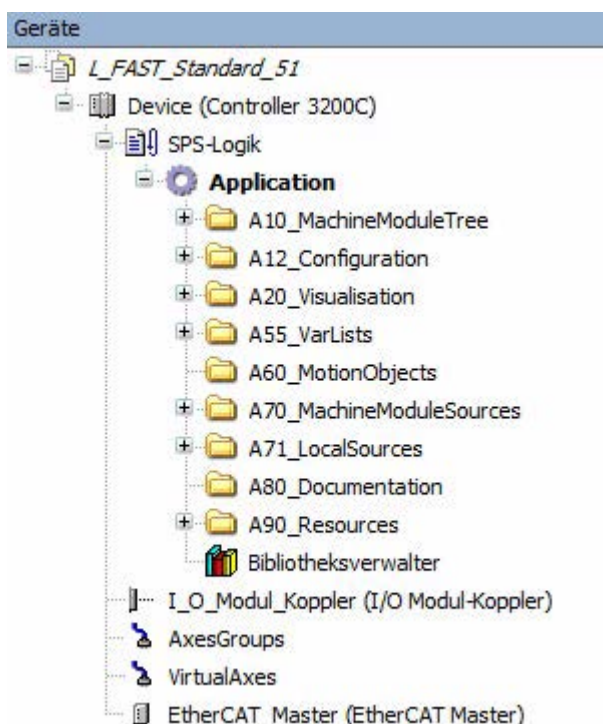 Geräte
L_FAST_Standard_51
Device (Controller 3200C)
SPS-Logik
Application
A10_MachineModuleTree
A12_Configuration
A20_Visualisation
A55_VarLists
A60_MotionObjects
A70_MachineModuleSources
A71_LocalSources
A80_Documentation
A90_Resources
Bibliotheksverwalter
I_O_Modul_Koppler (I/O Modul-Koppler)
AxesGroups
VirtualAxes
EtherCAT_Master (EtherCAT Master)